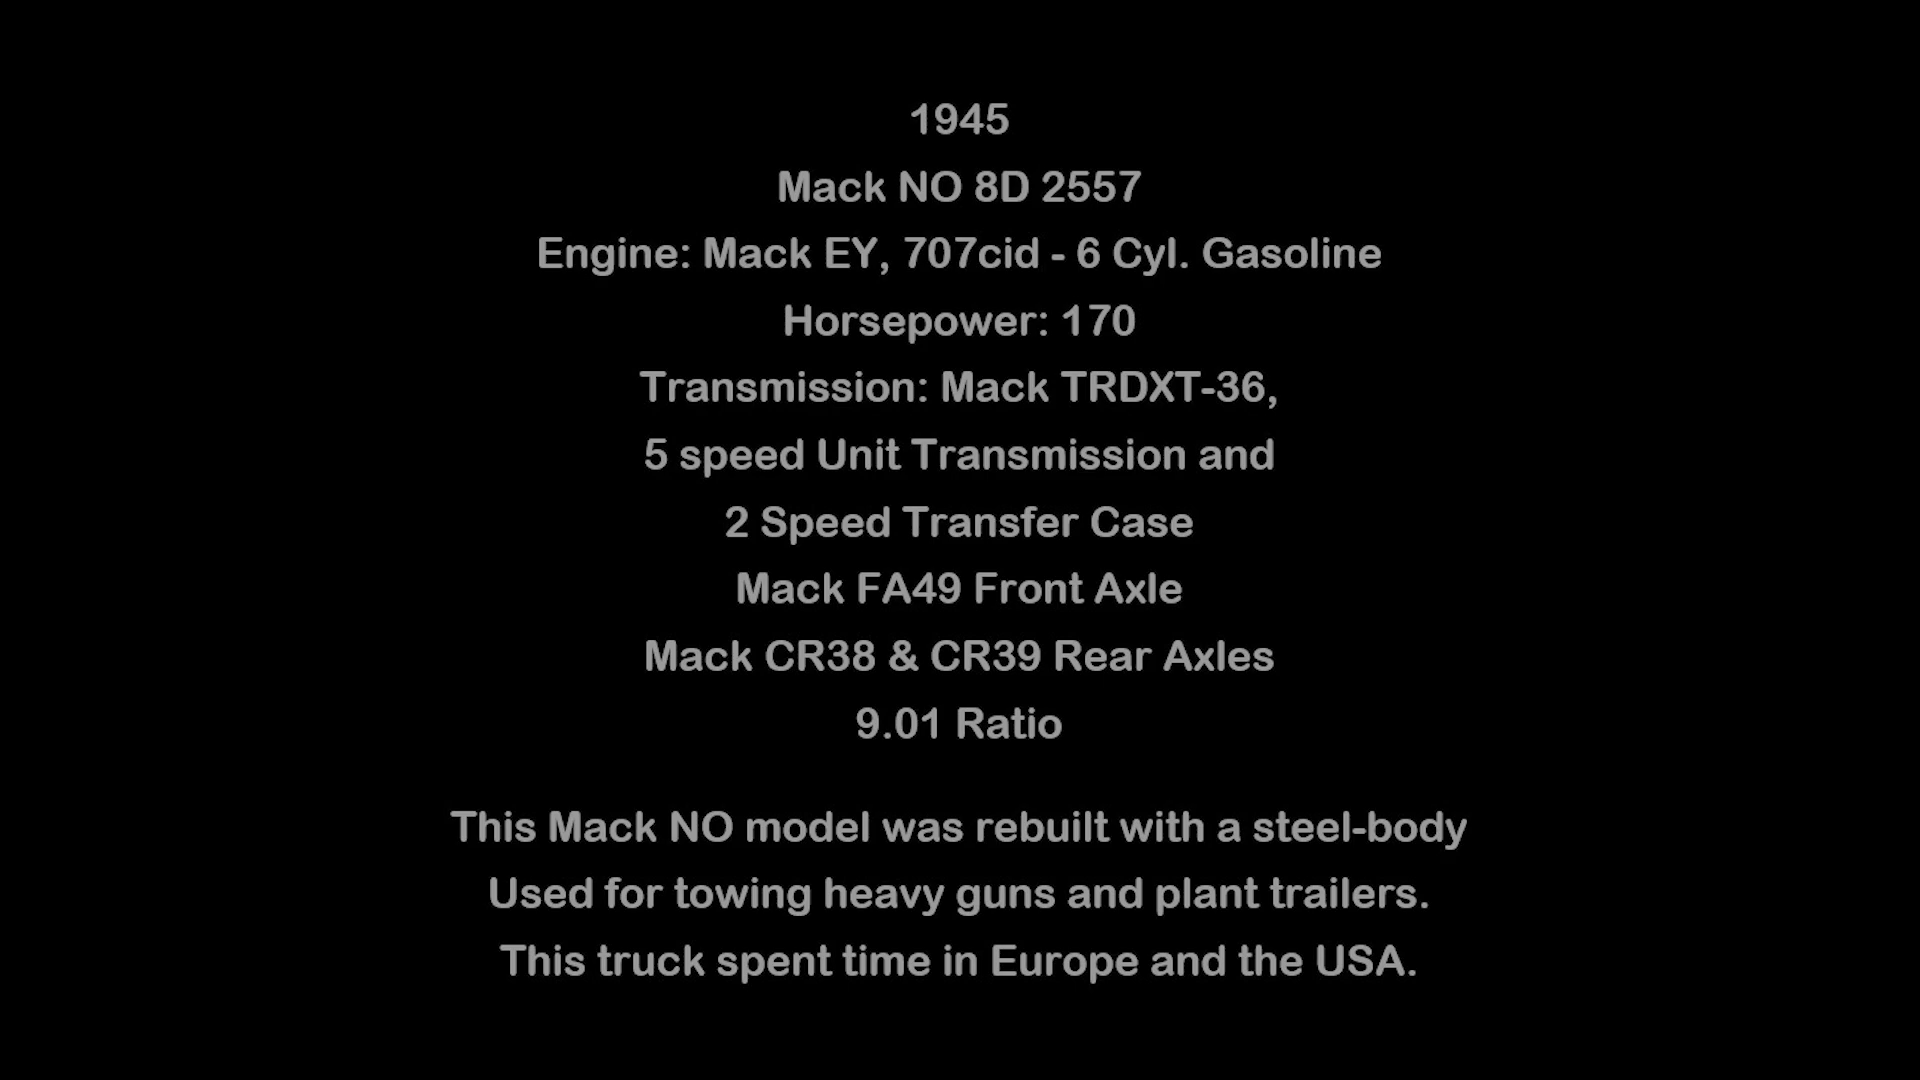 1945
Mack NO 8D 2557
Engine: Mack EY, 707cid - 6 Cyl. Gasoline
Horsepower: 170
Transmission: Mack TRDXT-36,
5 speed Unit Transmission and
2 Speed Transfer Case
Mack FA49 Front Axle
Mack CR38 & CR39 Rear Axles
9.01 Ratio
This Mack NO model was rebuilt with a steel-body
Used for towing heavy guns and plant trailers.
This truck spent time in Europe and the USA.